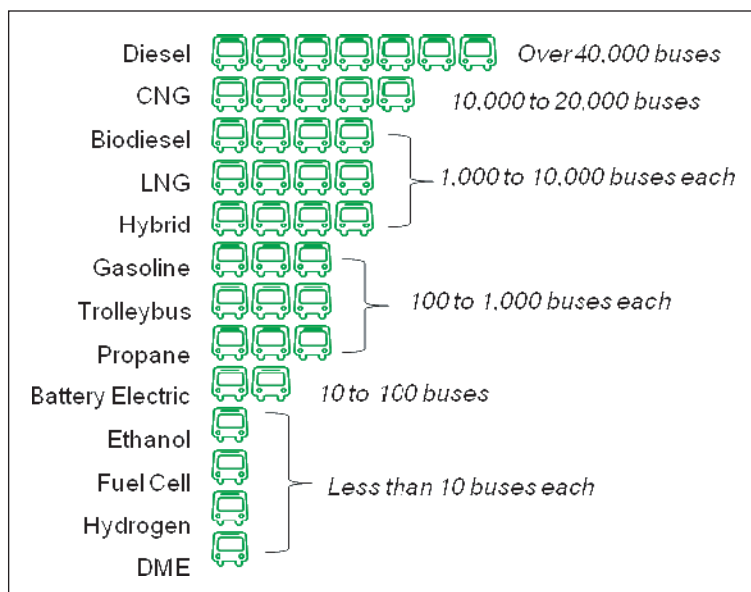 Diesel Over 40,000 buses
CNG 10,000 to 20,000 buses
Biodiesel
LNG 1,000 to 10,000 buses each
Hybrid
Gasoline
Trolleybus 100 to 1,000 buses each
Propane
Battery Electric 10 to 100 buses
Ethanol
Fuel Cell Less than 10 buses each
Hydrogen
DME